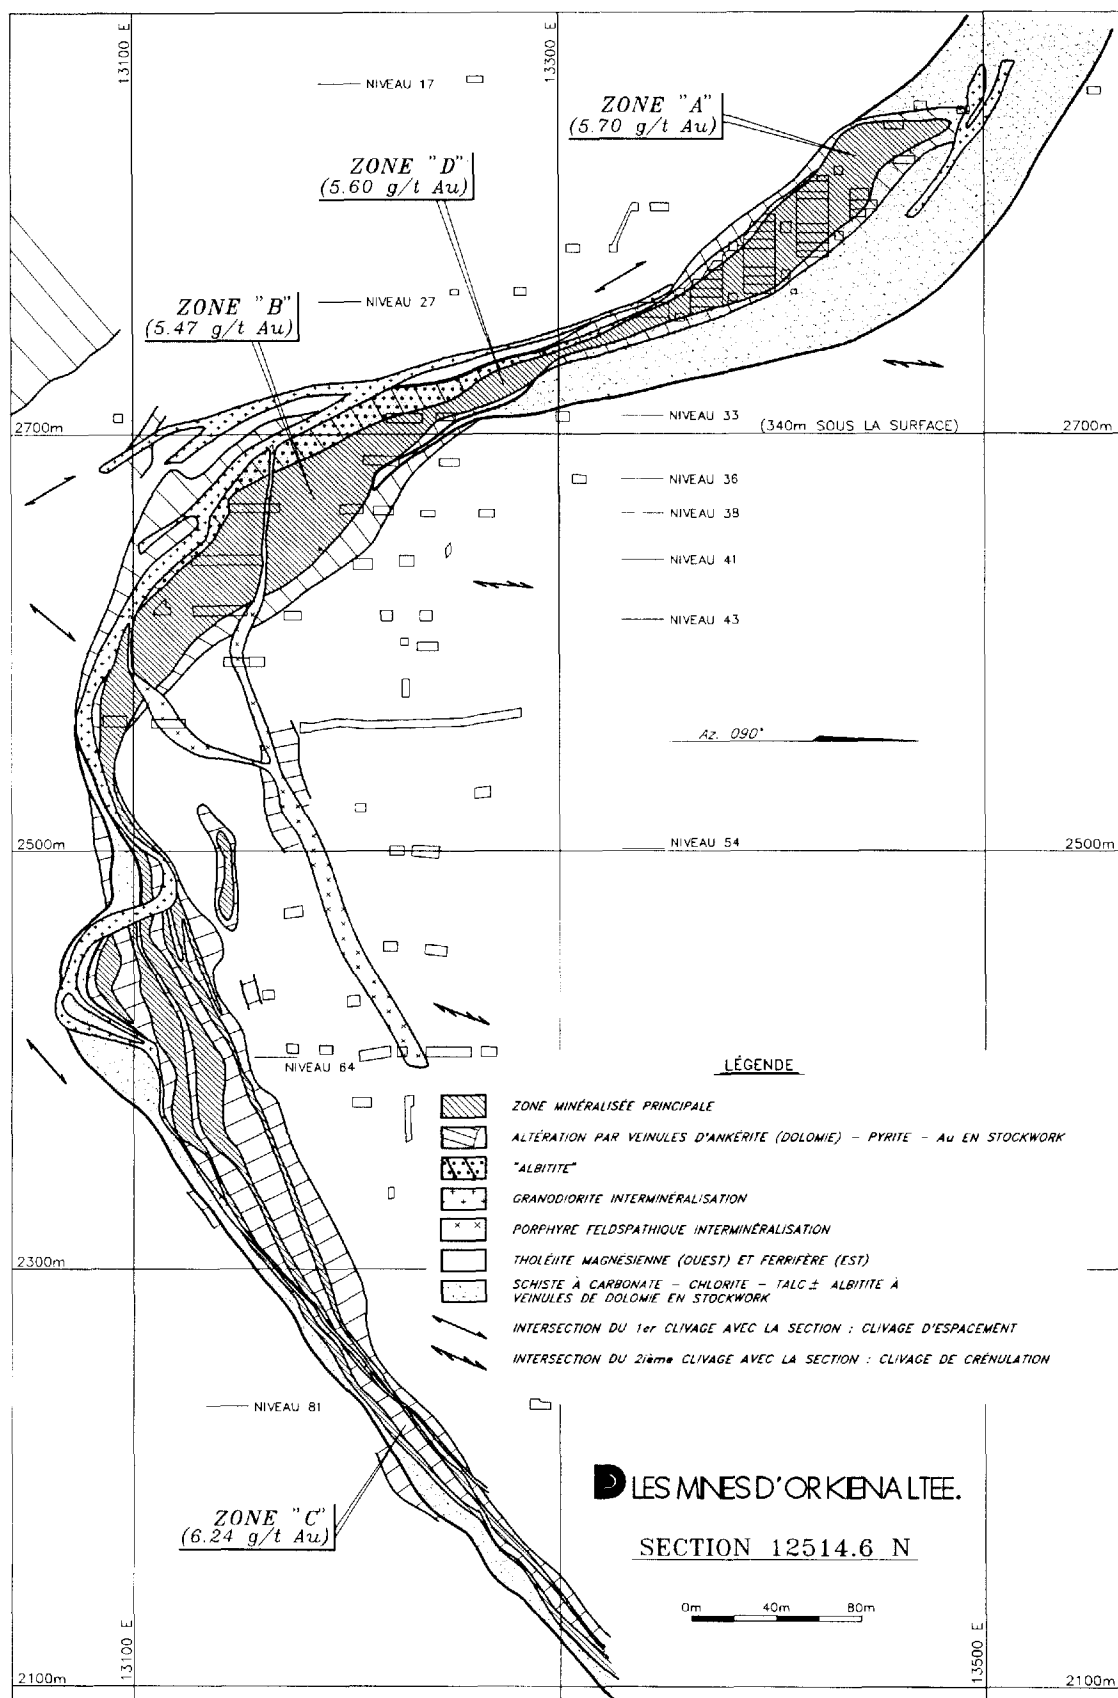 13100 E
13300 E
NIVEAU 17
ZONE "A"
(5.70 g/t Au)
ZONE "D"
(5.60 g/t Au)
ZONE "B"
(5.47 g/t Au)
NIVEAU 27
NIVEAU 33
(340m SOUS LA SURFACE)
2700m
2700m
NIVEAU 36
NIVEAU 38
NIVEAU 41
NIVEAU 43
Az. 090°
2500m
NIVEAU 54
2500m
NIVEAU 64
LÉGENDE
ZONE MINÉRALISÉE PRINCIPALE
ALTÉRATION PAR VEINULES D'ANKÉRITE (DOLOMIE) – PYRITE – Au EN STOCKWORK
"ALBITITE"
GRANODIORITE INTERMINÉRALISATION
PORPHYRE FELDSPATHIQUE INTERMINÉRALISATION
THOLÉIITE MAGNÉSIENNE (OUEST) ET FERRIFÈRE (EST)
SCHISTE À CARBONATE – CHLORITE – TALC ± ALBITITE À
VEINULES DE DOLOMIE EN STOCKWORK
INTERSECTION DU 1er CLIVAGE AVEC LA SECTION : CLIVAGE D'ESPACEMENT
INTERSECTION DU 2ième CLIVAGE AVEC LA SECTION : CLIVAGE DE CRÉNULATION
2300m
NIVEAU 81
ZONE "C"
(6.24 g/t Au)
LES MINES D'OR KIENA LTEE.
SECTION 12514.6 N
0m 40m 80m
13100 E
13500 E
2100m
2100m